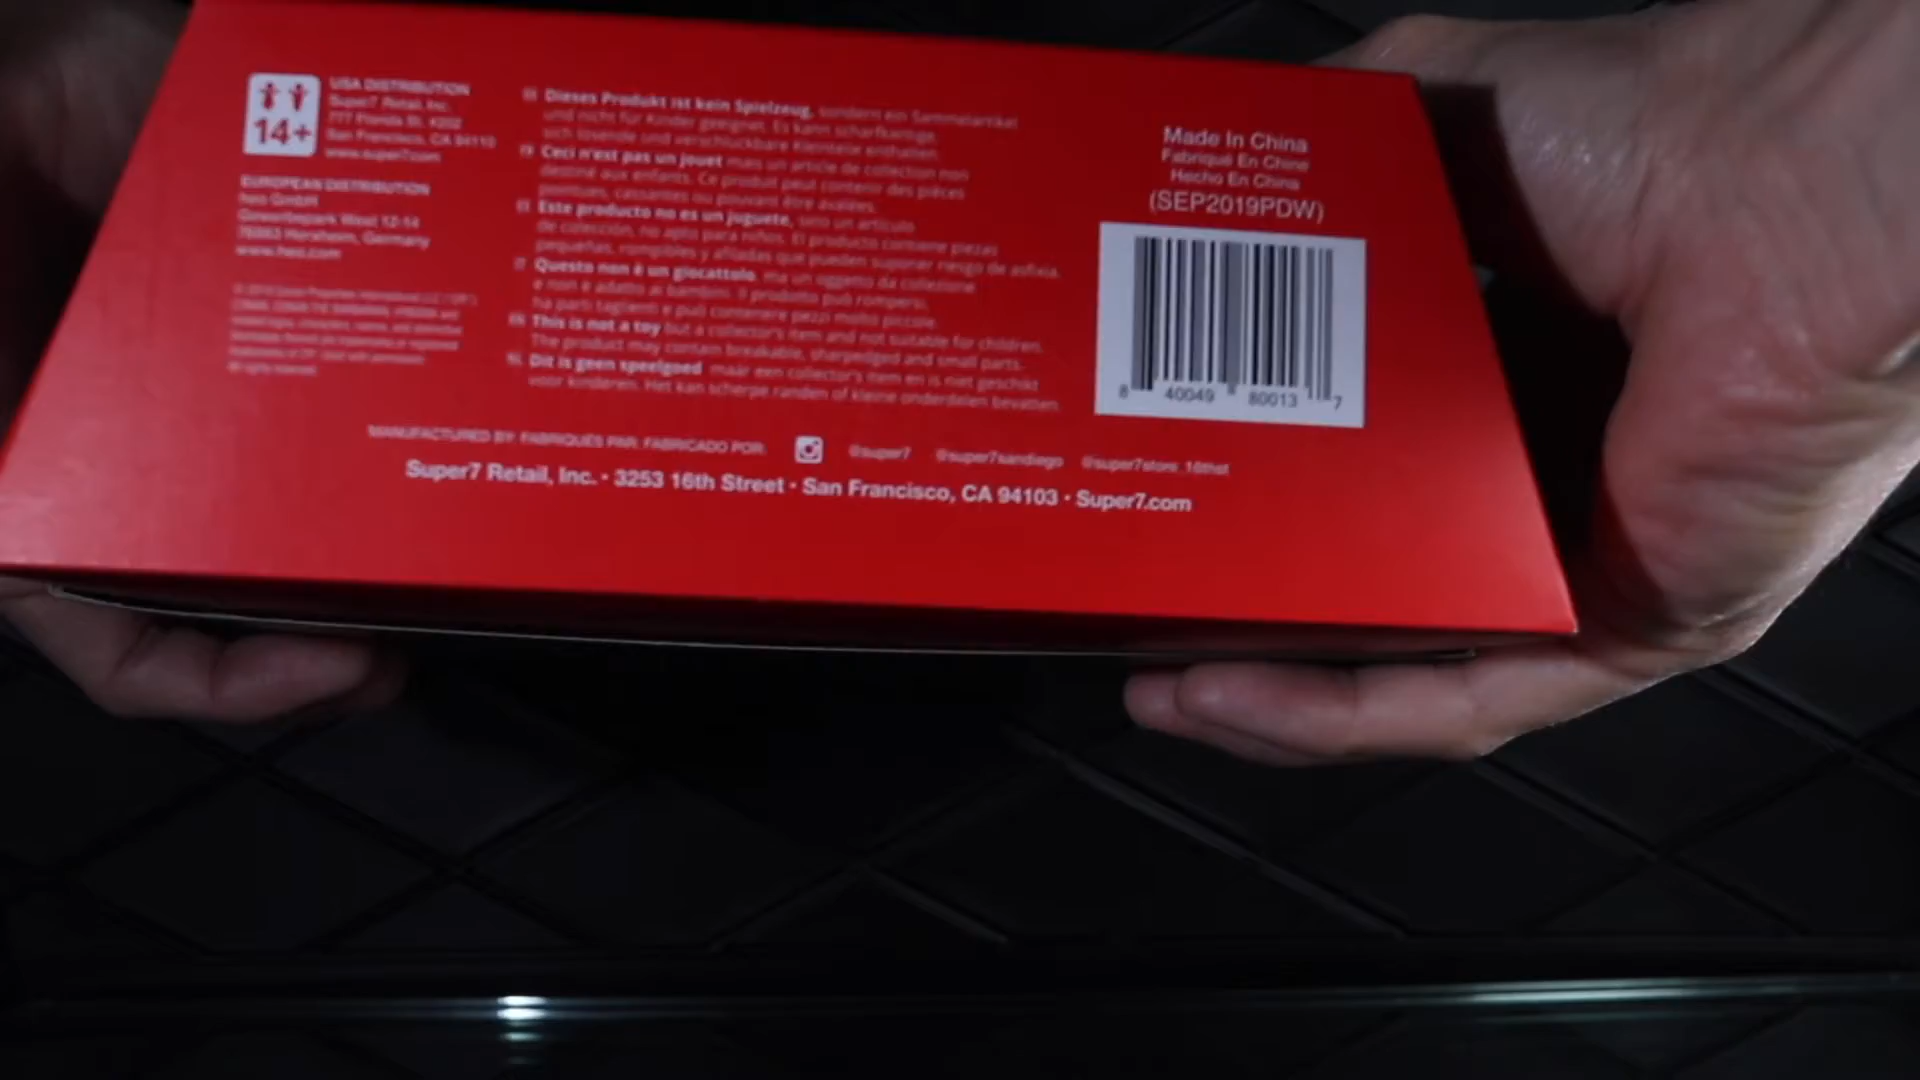 14+
USA DISTRIBUTION
Super7 Retail, Inc.
777 Florida St. #202
San Francisco, CA 94110
www.super7.com
EUROPEAN DISTRIBUTION
heo GmbH
Gewerbepark West 12-14
76863 Herxheim, Germany
www.heo.com
All rights reserved.
Dieses Produkt ist kein Spielzeug, sondern ein Sammelartikel
und nicht für Kinder geeignet. Es kann scharfkantige,
sich lösende und verschluckbare Kleinteile enthalten.
Ceci n'est pas un jouet mais un article de collection non
destiné aux enfants. Ce produit peut contenir des pièces
pointues, cassantes ou pouvant être avalées.
Este producto no es un juguete, sino un artículo
de colección, no apto para niños. El producto contiene piezas
pequeñas, rompibles y afiladas que pueden suponer riesgo de asfixia.
Questo non è un giocattolo, ma un oggetto da collezione
e non è adatto ai bambini. Il prodotto può rompersi,
ha parti taglienti e può contenere pezzi molto piccole.
EN This is not a toy but a collector's item and not suitable for children.
The product may contain breakable, sharpedged and small parts.
NL Dit is geen speelgoed maar een collector's item en is niet geschikt
voor kinderen. Het kan scherpe randen of kleine onderdelen bevatten.
Made In China
Fabriqué En Chine
Hecho En China
(SEP2019PDW)
8 40049 80013 7
MANUFACTURED BY: FABRIQUÉS PAR: FABRICADO POR:
@super7 @super7sandiego @super7store_16thst
Super7 Retail, Inc. · 3253 16th Street · San Francisco, CA 94103 · Super7.com